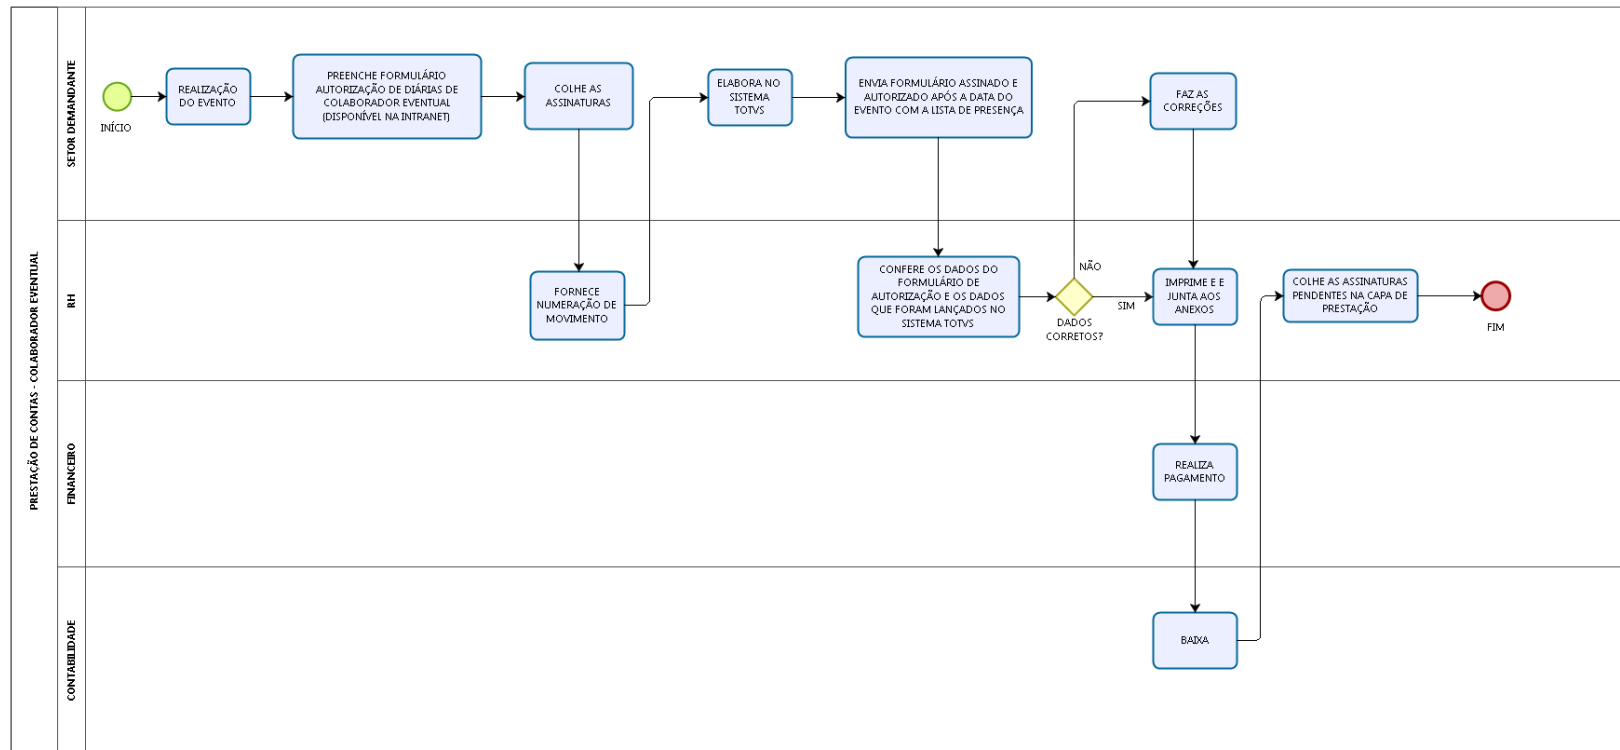 PRESTAÇÃO DE CONTAS - COLABORADOR EVENTUAL
SETOR DEMANDANTE
INÍCIO
REALIZAÇÃO
DO EVENTO
PREENCHE FORMULÁRIO
AUTORIZAÇÃO DE DIÁRIAS DE
COLABORADOR EVENTUAL
(DISPONÍVEL NA INTRANET)
COLHE AS
ASSINATURAS
ELABORA NO
SISTEMA
TOTVS
ENVIA FORMULÁRIO ASSINADO E
AUTORIZADO APÓS A DATA DO
EVENTO COM A LISTA DE PRESENÇA
FAZ AS
CORREÇÕES
RH
FORNECE
NUMERAÇÃO DE
MOVIMENTO
CONFERE OS DADOS DO
FORMULÁRIO DE
AUTORIZAÇÃO E OS DADOS
QUE FORAM LANÇADOS NO
SISTEMA TOTVS
NÃO
SIM
DADOS
CORRETOS?
IMPRIME E E
JUNTA AOS
ANEXOS
COLHE AS ASSINATURAS
PENDENTES NA CAPA DE
PRESTAÇÃO
FIM
FINANCEIRO
REALIZA
PAGAMENTO
CONTABILIDADE
BAIXA